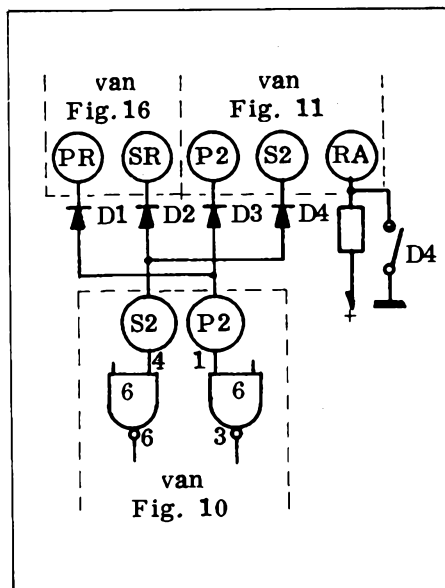 van van
Fig. 16 Fig. 11
PR SR P2 S2 RA
D1 D2 D3 D4
D4
+
S2 P2
4 1
6 6
6 3
van
Fig. 10